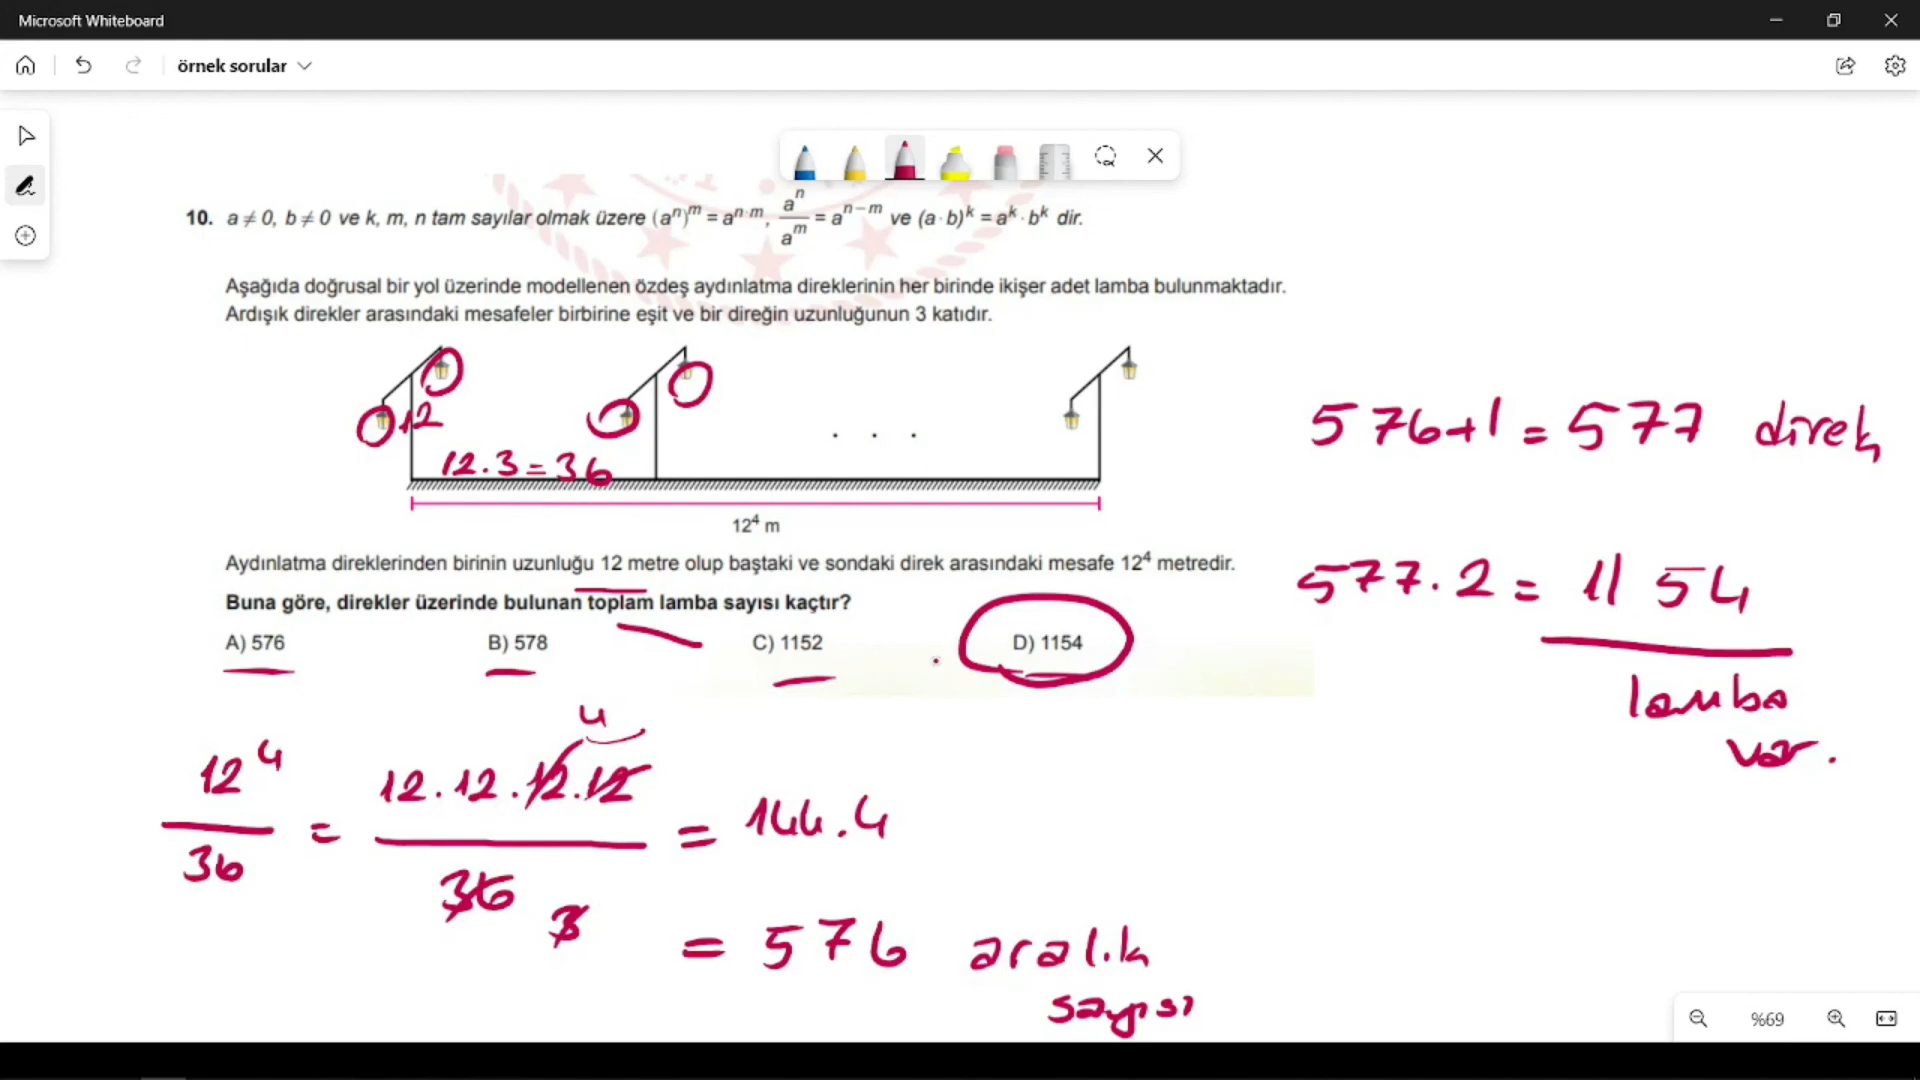 Microsoft Whiteboard
örnek sorular
10. a ≠ 0, b ≠ 0 ve k, m, n tam sayılar olmak üzere (aⁿ)ᵐ = aⁿ·ᵐ, aⁿ/aᵐ = aⁿ⁻ᵐ ve (a · b)ᵏ = aᵏ · bᵏ dir.
Aşağıda doğrusal bir yol üzerinde modellenen özdeş aydınlatma direklerinin her birinde ikişer adet lamba bulunmaktadır.
Ardışık direkler arasındaki mesafeler birbirine eşit ve bir direğin uzunluğunun 3 katıdır.
12
12.3=36
. . .
12⁴ m
576+1=577 direk
Aydınlatma direklerinden birinin uzunluğu 12 metre olup baştaki ve sondaki direk arasındaki mesafe 12⁴ metredir.
Buna göre, direkler üzerinde bulunan toplam lamba sayısı kaçtır?
577.2=1154
lamba
var.
A) 576 B) 578 C) 1152 D) 1154
4
12⁴/36 = 12.12.12.12/36 = 144.4
3
= 576 aralık
sayısı
%69